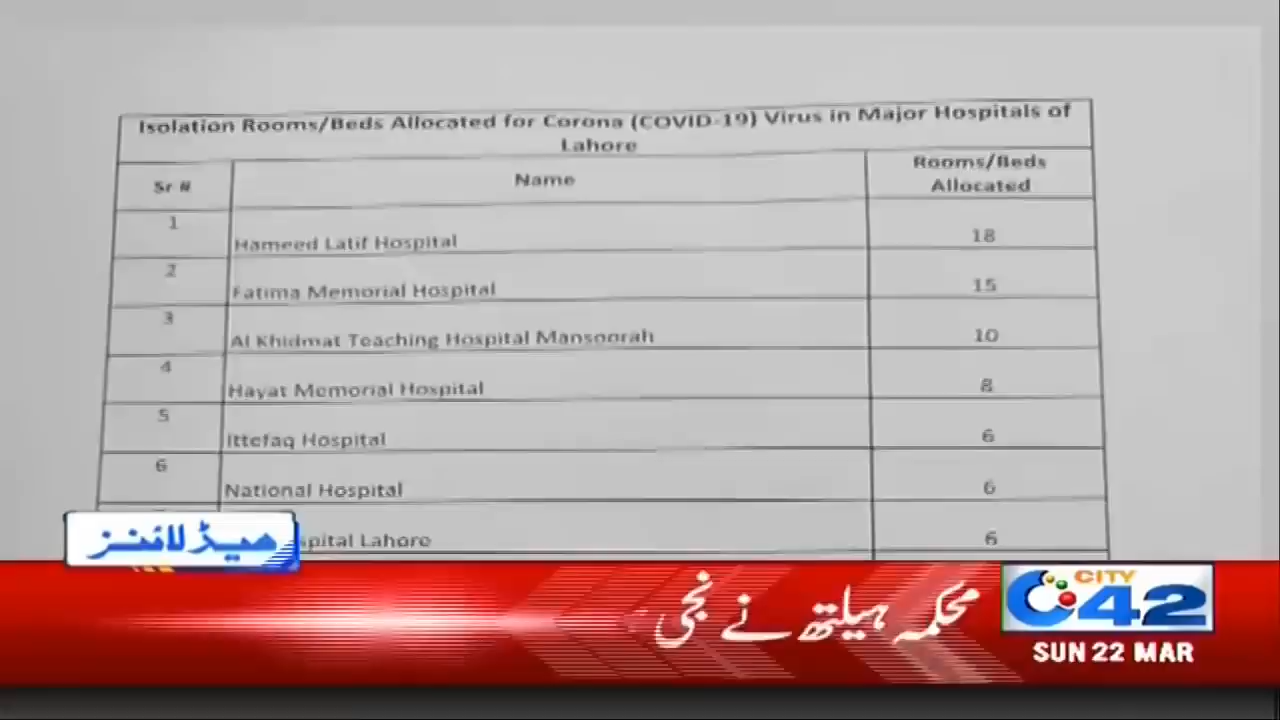 Isolation Rooms/Beds Allocated for Corona (COVID-19) Virus in Major Hospitals of
Lahore
Sr # Name Rooms/Beds Allocated
1 Hameed Latif Hospital 18
2 Fatima Memorial Hospital 15
3 Al Khidmat Teaching Hospital Mansoorah 10
4 Hayat Memorial Hospital 8
5 Ittefaq Hospital 6
6 National Hospital 6
spital Lahore 6
ہیڈ لائنز
محکمہ ہیلتھ نے نجی
CITY
42
SUN 22 MAR